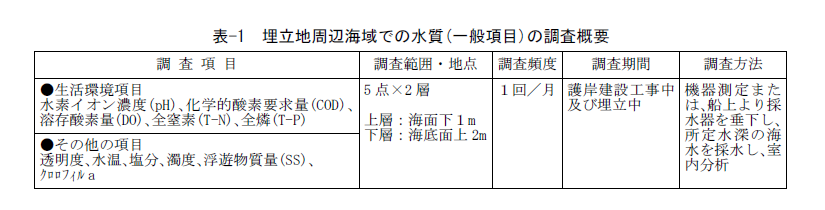 表-1　埋立地周辺海域での水質(一般項目)の調査概要
調 査 項 目
●生活環境項目
水素イオン濃度(pH)、化学的酸素要求量(COD)、
溶存酸素量(DO)、全窒素(T-N)、全燐(T-P)
●その他の項目
透明度、水温、塩分、濁度、浮遊物質量(SS)、
ｸﾛﾛﾌｨﾙａ
調査範囲・地点
５点×２層
上層：海面下１m
下層：海底面上2m
調査頻度
１回／月
調査期間
護岸建設工事中
及び埋立中
調査方法
機器測定また
は、船上より採
水器を垂下し、
所定水深の海
水を採水し、室
内分析